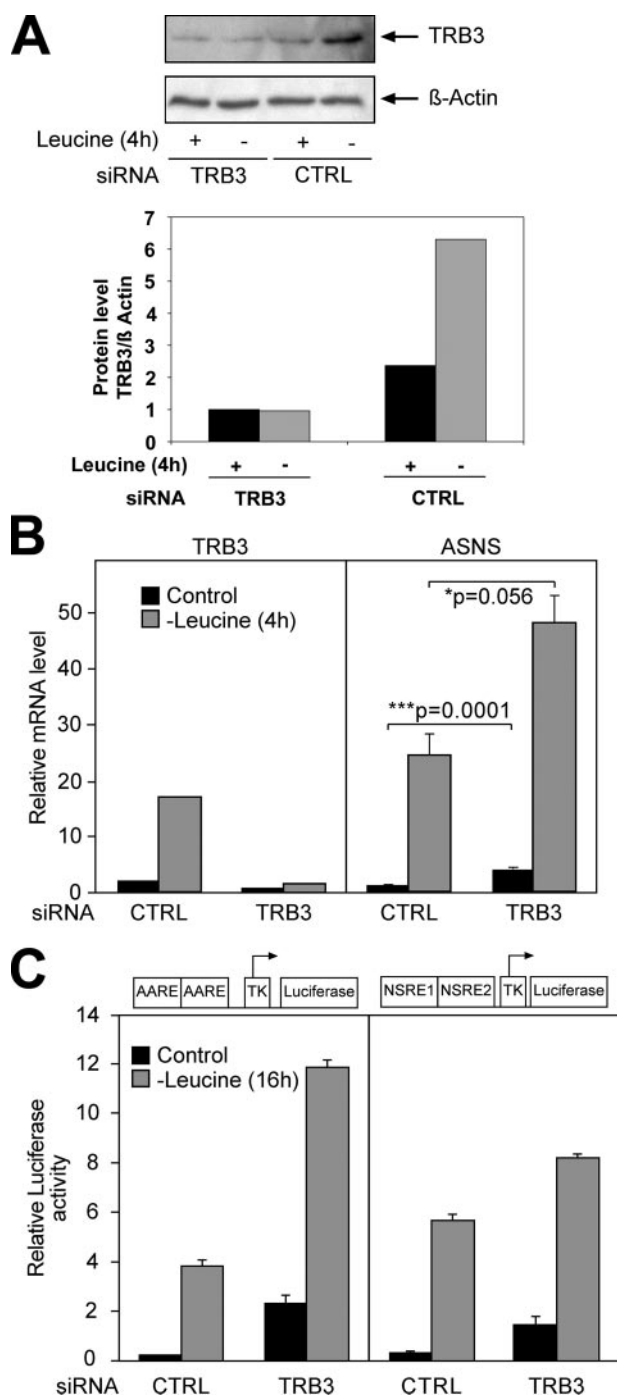 A
TRB3
ß-Actin
Leucine (4h) + - + -
siRNA TRB3 CTRL
7
6
5
4
3
2
1
0
Protein level
TRB3/ß Actin
Leucine (4h) + - + -
siRNA TRB3 CTRL
B
TRB3 ASNS
Control
-Leucine (4h)
*p=0.056
***p=0.0001
50
40
30
20
10
0
Relative mRNA level
siRNA CTRL TRB3 CTRL TRB3
C
AARE AARE TK Luciferase NSRE1 NSRE2 TK Luciferase
Control
-Leucine (16h)
14
12
10
8
6
4
2
0
Relative Luciferase
activity
siRNA CTRL TRB3 CTRL TRB3